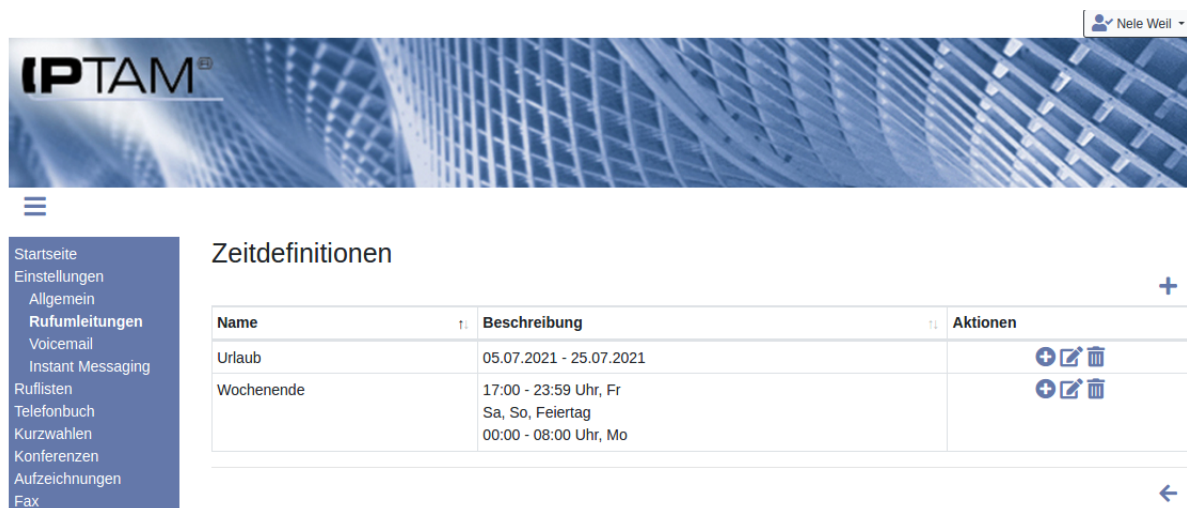 Nele Weil
IPTAM®
Zeitdefinitionen
Startseite
Einstellungen
Allgemein
Rufumleitungen
Voicemail
Instant Messaging
Ruflisten
Telefonbuch
Kurzwahlen
Konferenzen
Aufzeichnungen
Fax
Name Beschreibung Aktionen
Urlaub 05.07.2021 - 25.07.2021
Wochenende 17:00 - 23:59 Uhr, Fr
Sa, So, Feiertag
00:00 - 08:00 Uhr, Mo